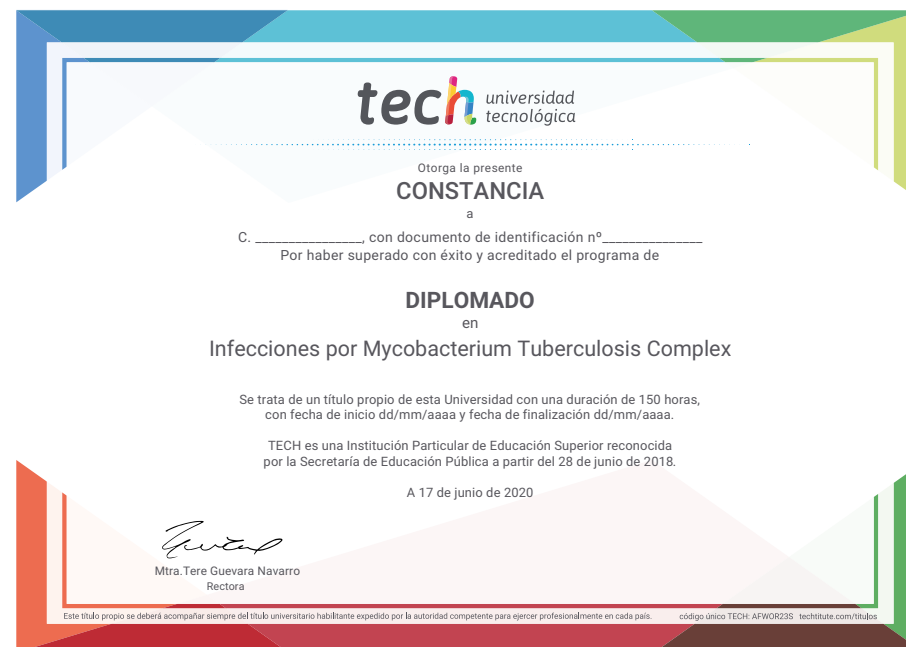 tech universidad
tecnológica
Otorga la presente
CONSTANCIA
a
C. ________________, con documento de identificación nº_______________
Por haber superado con éxito y acreditado el programa de
DIPLOMADO
en
Infecciones por Mycobacterium Tuberculosis Complex
Se trata de un título propio de esta Universidad con una duración de 150 horas,
con fecha de inicio dd/mm/aaaa y fecha de finalización dd/mm/aaaa.
TECH es una Institución Particular de Educación Superior reconocida
por la Secretaría de Educación Pública a partir del 28 de junio de 2018.
A 17 de junio de 2020
Mtra.Tere Guevara Navarro
Rectora
Este título propio se deberá acompañar siempre del título universitario habilitante expedido por la autoridad competente para ejercer profesionalmente en cada país. código único TECH: AFWOR23S techtitute.com/titulos